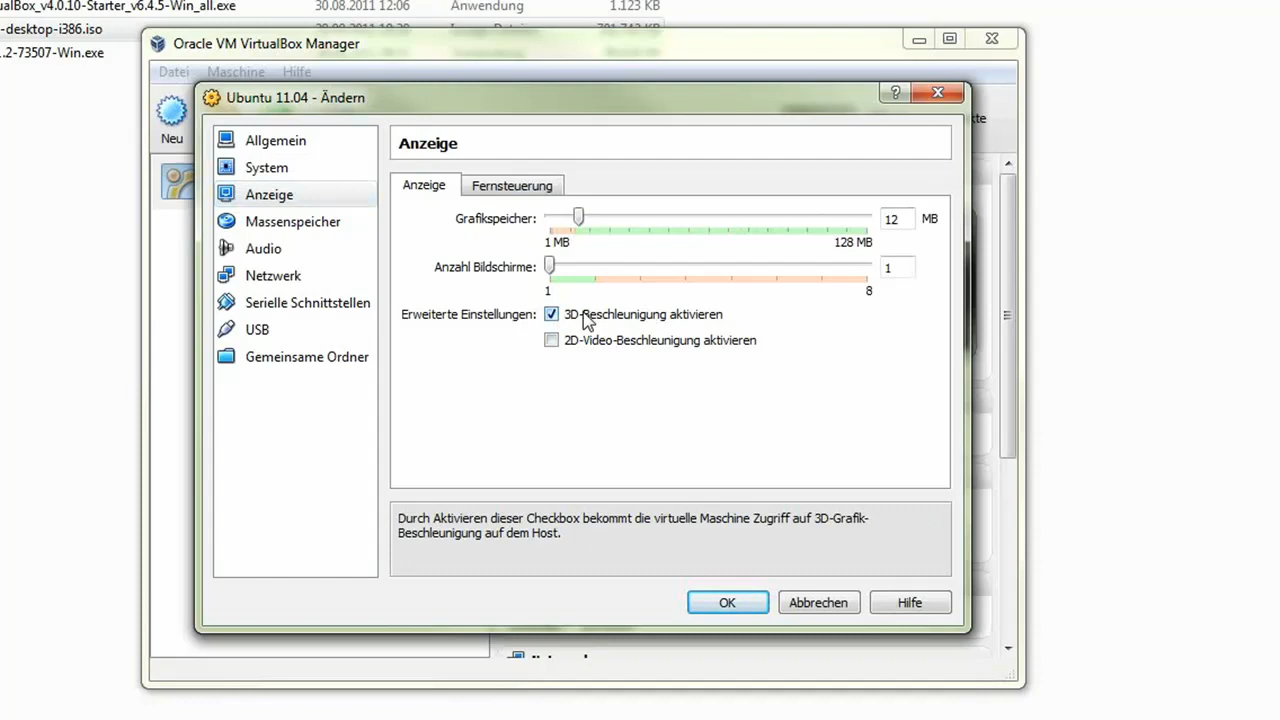 ualBox_v4.0.10-Starter_v6.4.5-Win_all.exe 30.08.2011 12:06 Anwendung 1.123 KB
-desktop-i386.iso
.2-73507-Win.exe
Oracle VM VirtualBox Manager
Datei Maschine Hilfe
Ubuntu 11.04 - Ändern
Neu
kte
Allgemein
System
Anzeige
Massenspeicher
Audio
Netzwerk
Serielle Schnittstellen
USB
Gemeinsame Ordner
Anzeige
Anzeige Fernsteuerung
Grafikspeicher: 12 MB
1 MB 128 MB
Anzahl Bildschirme: 1
1 8
Erweiterte Einstellungen: 3D-Beschleunigung aktivieren
2D-Video-Beschleunigung aktivieren
Durch Aktivieren dieser Checkbox bekommt die virtuelle Maschine Zugriff auf 3D-Grafik-
Beschleunigung auf dem Host.
OK Abbrechen Hilfe